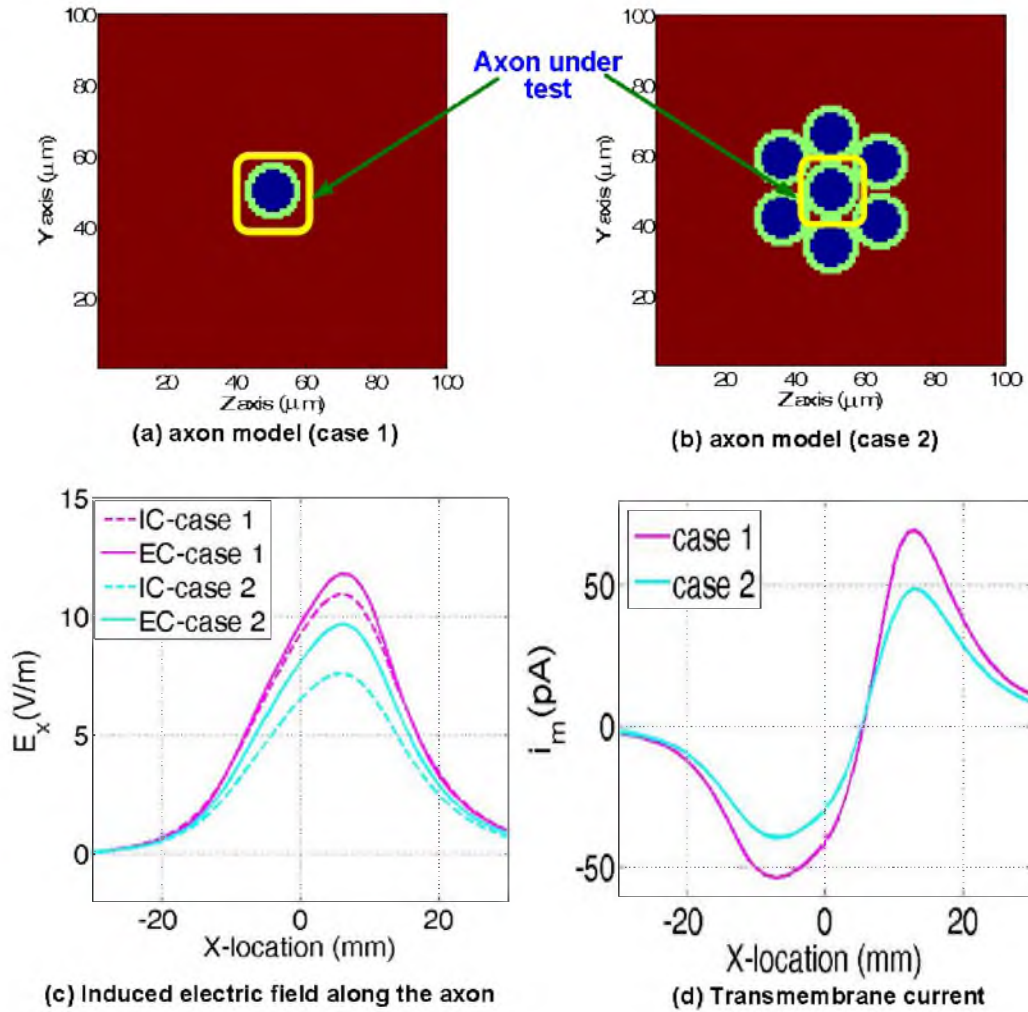 100
80
60
40
20
Y axis (μm)
20 40 60 80 100
Z axis (μm)
(a) axon model (case 1)
Axon under
test
100
80
60
40
20
Y axis (μm)
20 40 60 80 100
Z axis (μm)
(b) axon model (case 2)
15
10
5
0
E_x(V/m)
IC-case 1
EC-case 1
IC-case 2
EC-case 2
-20 0 20
X-location (mm)
(c) Induced electric field along the axon
50
0
-50
i_m(pA)
case 1
case 2
-20 0 20
X-location (mm)
(d) Transmembrane current